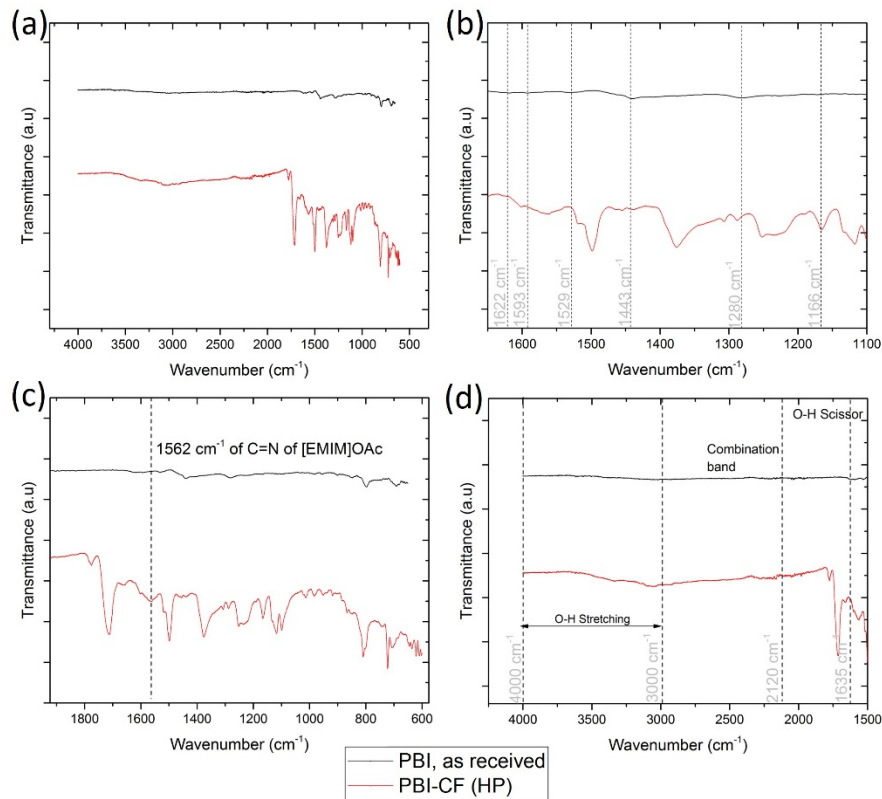 (a)
Transmittance (a.u)
4000 3500 3000 2500 2000 1500 1000 500
Wavenumber (cm-1)
(b)
Transmittance (a.u)
1622 cm-1
1593 cm-1
1529 cm-1
1443 cm-1
1280 cm-1
1166 cm-1
1600 1500 1400 1300 1200 1100
Wavenumber (cm-1)
(c)
1562 cm-1 of C=N of [EMIM]OAc
Transmittance (a.u)
1800 1600 1400 1200 1000 800 600
Wavenumber (cm-1)
(d)
O-H Scissor
Combination
band
Transmittance (a.u)
O-H Stretching
4000 cm-1
3000 cm-1
2120 cm-1
1635 cm-1
4000 3500 3000 2500 2000 1500
Wavenumber (cm-1)
PBI, as received
PBI-CF (HP)